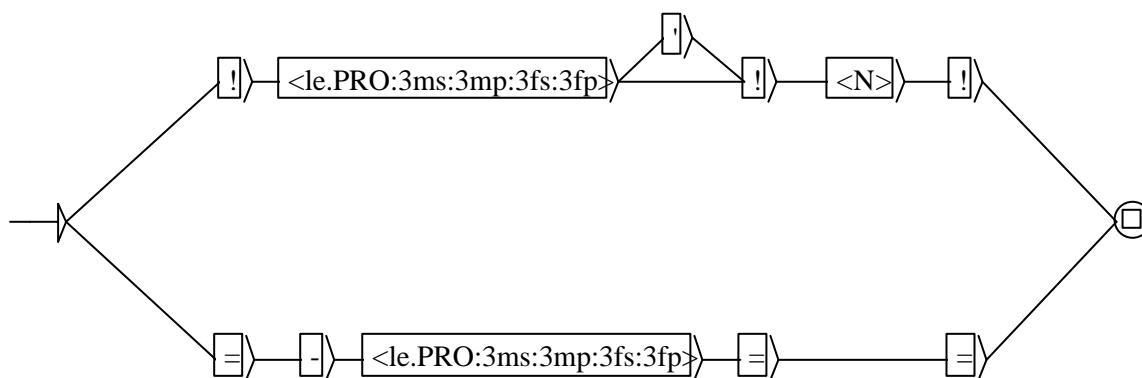 '
! <le.PRO:3ms:3mp:3fs:3fp> ! <N> !
= - <le.PRO:3ms:3mp:3fs:3fp> = =